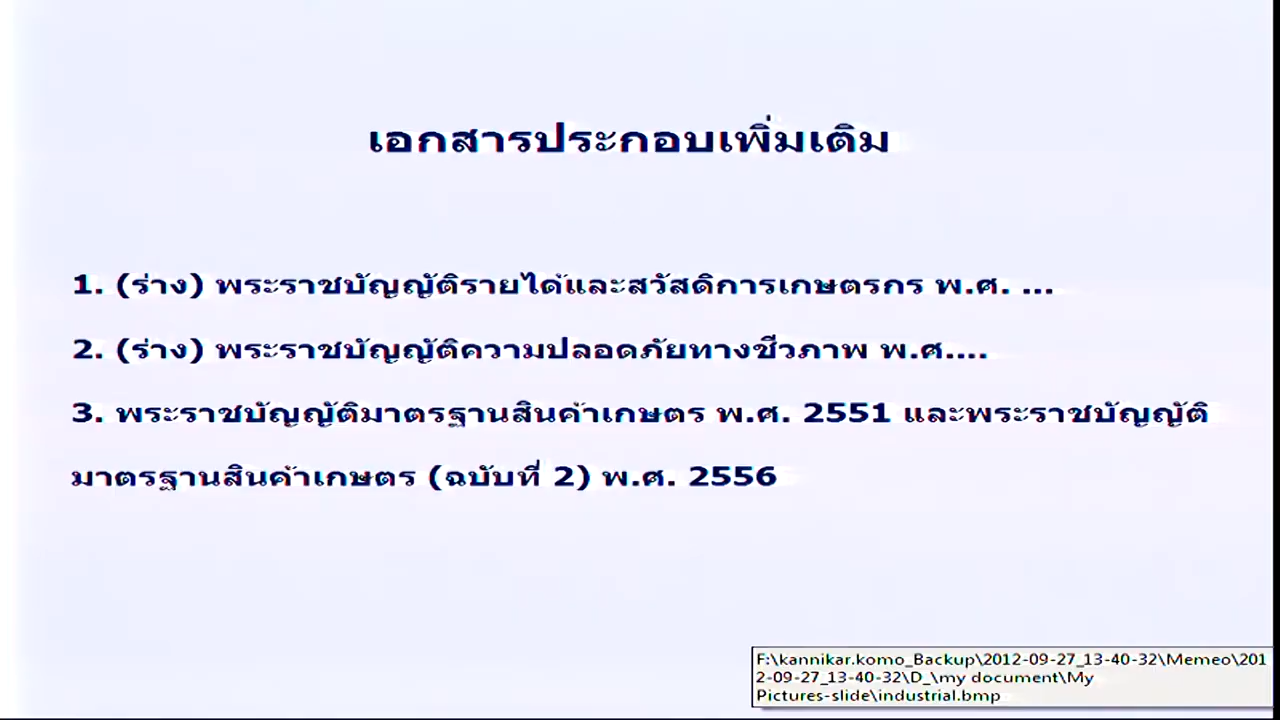 เอกสารประกอบเพิ่มเติม
1. (ร่าง) พระราชบัญญัติรายได้และสวัสดิการเกษตรกร พ.ศ. ...
2. (ร่าง) พระราชบัญญัติความปลอดภัยทางชีวภาพ พ.ศ....
3. พระราชบัญญัติมาตรฐานสินค้าเกษตร พ.ศ. 2551 และพระราชบัญญัติ
มาตรฐานสินค้าเกษตร (ฉบับที่ 2) พ.ศ. 2556
F:\kannikar.komo_Backup\2012-09-27_13-40-32\Memeo\201
2-09-27_13-40-32\D_\my document\My
Pictures-slide\industrial.bmp